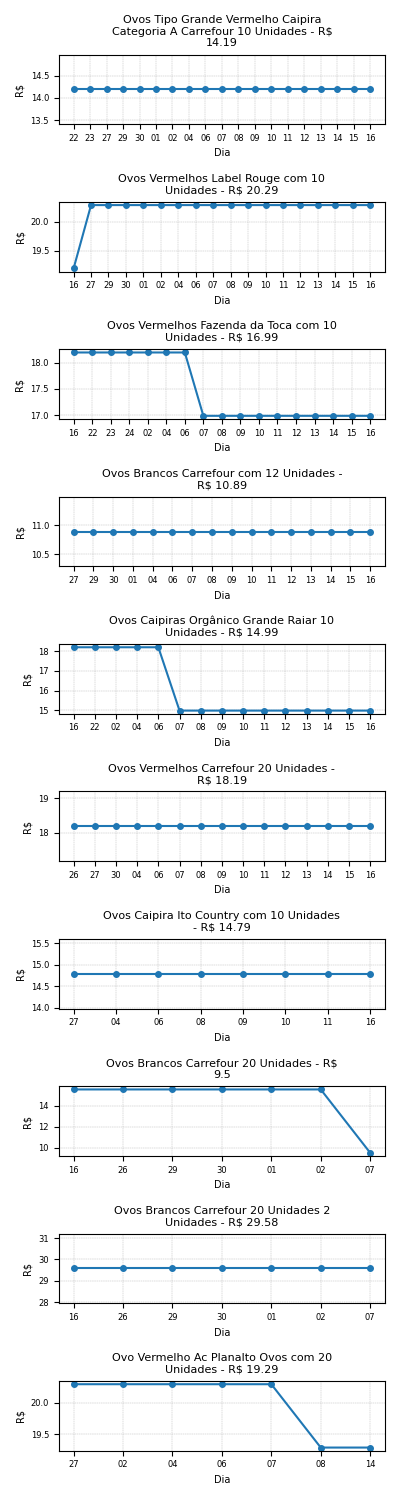 Ovos Tipo Grande Vermelho Caipira
Categoria A Carrefour 10 Unidades - R$
14.19
14.5
14.0
13.5
R$
22 23 27 29 30 01 02 04 06 07 08 09 10 11 12 13 14 15 16
Dia
Ovos Vermelhos Label Rouge com 10
Unidades - R$ 20.29
20.0
19.5
R$
16 27 29 30 01 02 04 06 07 08 09 10 11 12 13 14 15 16
Dia
Ovos Vermelhos Fazenda da Toca com 10
Unidades - R$ 16.99
18.0
17.5
17.0
R$
16 22 23 24 02 04 06 07 08 09 10 11 12 13 14 15 16
Dia
Ovos Brancos Carrefour com 12 Unidades -
R$ 10.89
11.0
10.5
R$
27 29 30 01 04 06 07 08 09 10 11 12 13 14 15 16
Dia
Ovos Caipiras Orgânico Grande Raiar 10
Unidades - R$ 14.99
18
17
16
15
R$
16 22 02 04 06 07 08 09 10 11 12 13 14 15 16
Dia
Ovos Vermelhos Carrefour 20 Unidades -
R$ 18.19
19
18
R$
26 27 30 04 06 07 08 09 10 11 12 13 14 15 16
Dia
Ovos Caipira Ito Country com 10 Unidades
- R$ 14.79
15.5
15.0
14.5
14.0
R$
27 04 06 08 09 10 11 16
Dia
Ovos Brancos Carrefour 20 Unidades - R$
9.5
14
12
10
R$
16 26 29 30 01 02 07
Dia
Ovos Brancos Carrefour 20 Unidades 2
Unidades - R$ 29.58
31
30
29
28
R$
16 26 29 30 01 02 07
Dia
Ovo Vermelho Ac Planalto Ovos com 20
Unidades - R$ 19.29
20.0
19.5
R$
27 02 04 06 07 08 14
Dia